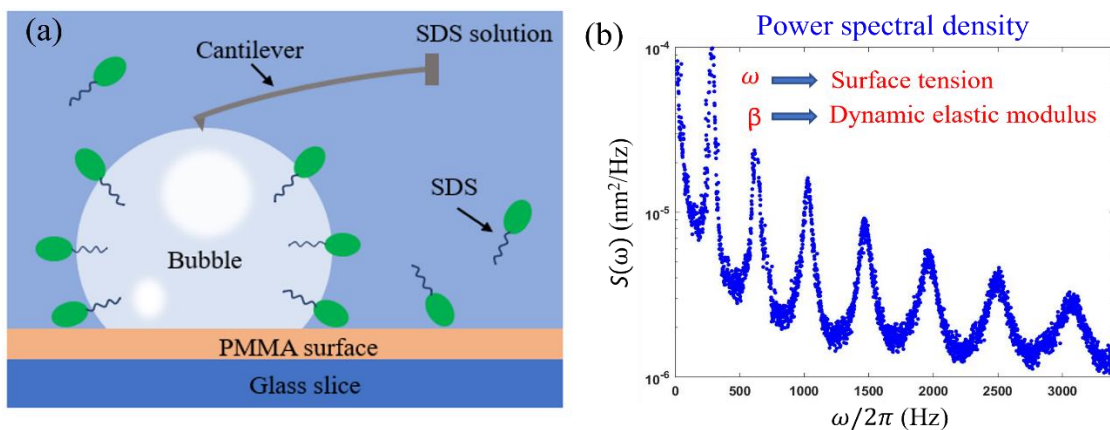 (a)
SDS solution
Cantilever
SDS
Bubble
PMMA surface
Glass slice
(b)
Power spectral density
ω Surface tension
β Dynamic elastic modulus
S(ω) (nm²/Hz)
10⁻⁴
10⁻⁵
10⁻⁶
0 500 1000 1500 2000 2500 3000
ω/2π (Hz)